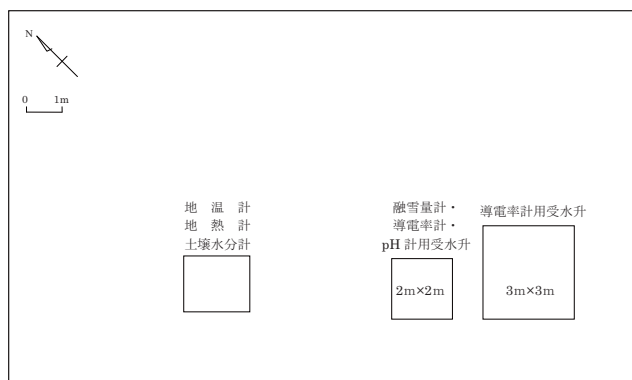 N
0 1m
地 温 計
地 熱 計
土壌水分計
融雪量計・
導電率計・
pH 計用受水升
導電率計用受水升
2m×2m
3m×3m